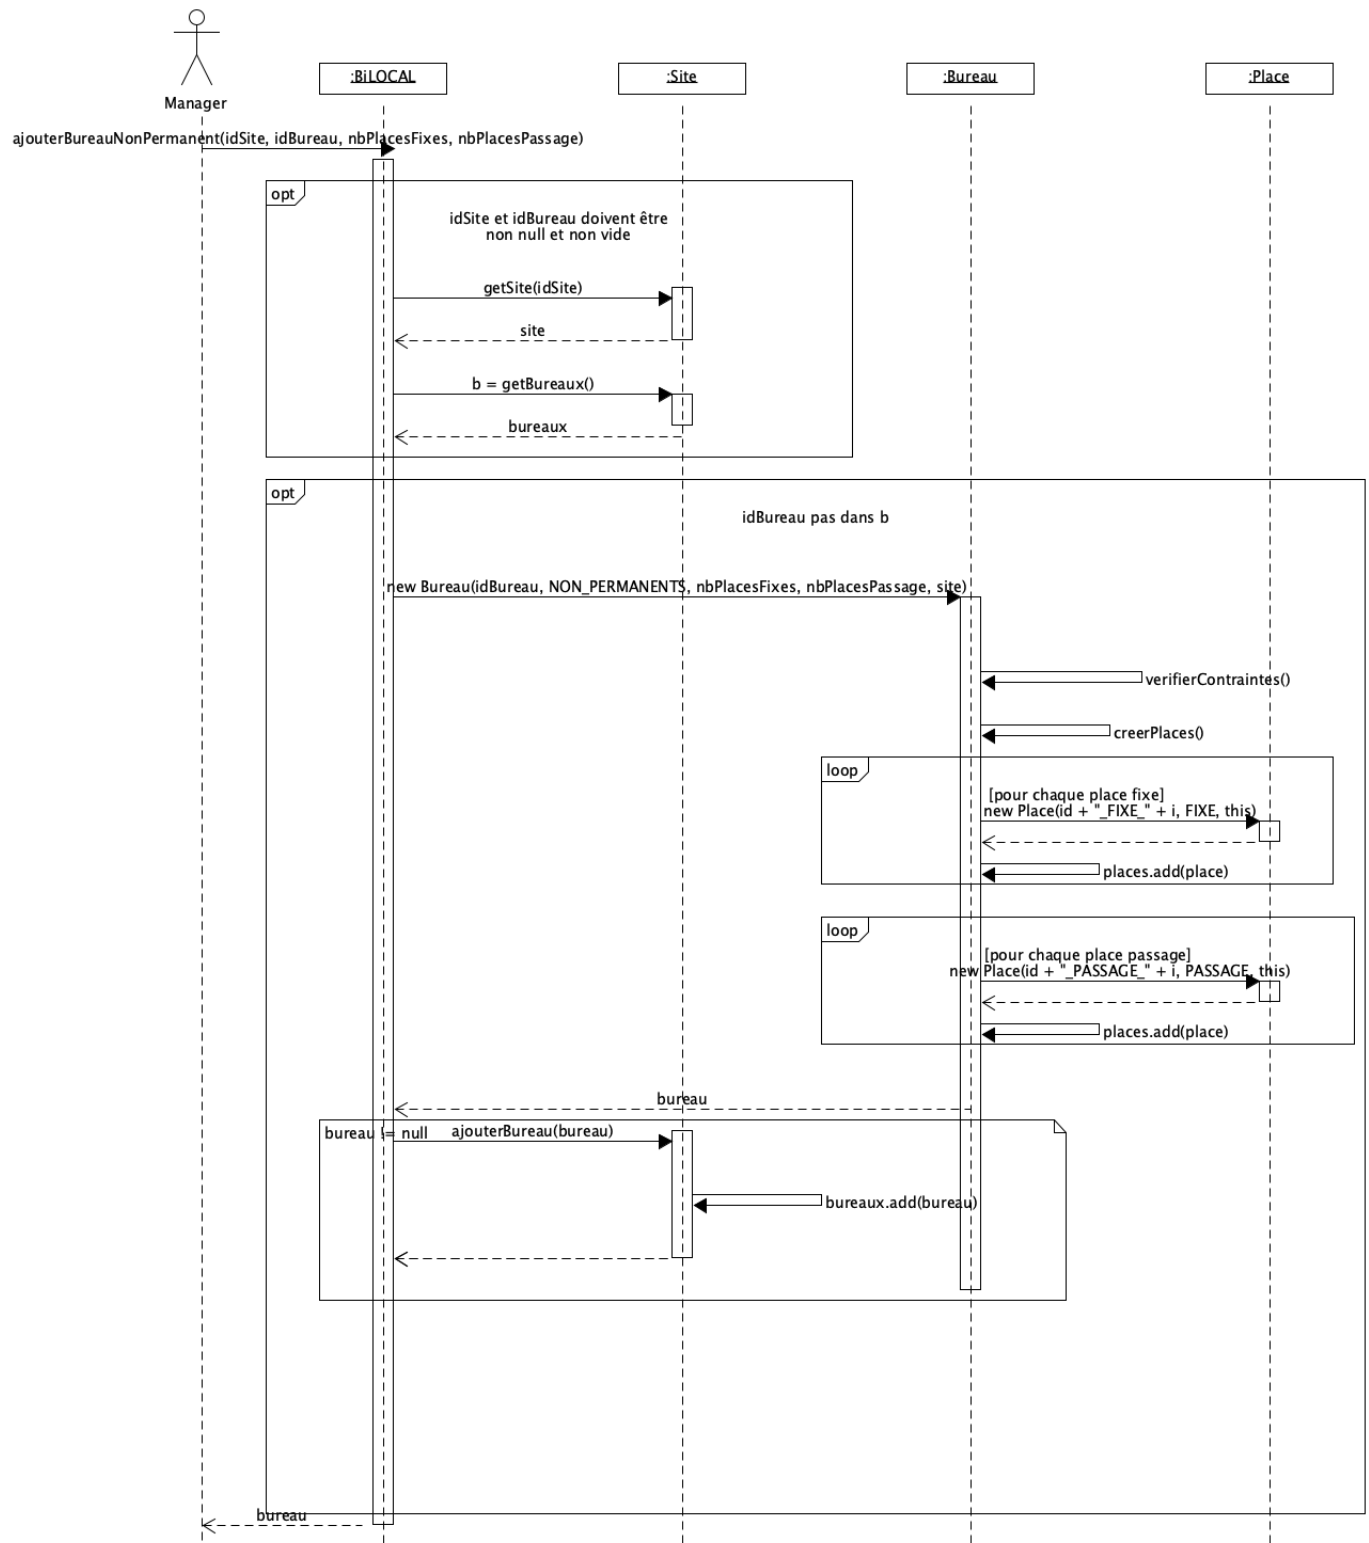 Manager
:BiLOCAL
:Site
:Bureau
:Place
ajouterBureauNonPermanent(idSite, idBureau, nbPlacesFixes, nbPlacesPassage)
opt
idSite et idBureau doivent être
non null et non vide
getSite(idSite)
site
b = getBureaux()
bureaux
opt
idBureau pas dans b
new Bureau(idBureau, NON_PERMANENTS, nbPlacesFixes, nbPlacesPassage, site)
verifierContraintes()
creerPlaces()
loop
[pour chaque place fixe]
new Place(id + "_FIXE_" + i, FIXE, this)
places.add(place)
loop
[pour chaque place passage]
new Place(id + "_PASSAGE_" + i, PASSAGE, this)
places.add(place)
bureau
bureau != null
ajouterBureau(bureau)
bureaux.add(bureau)
bureau